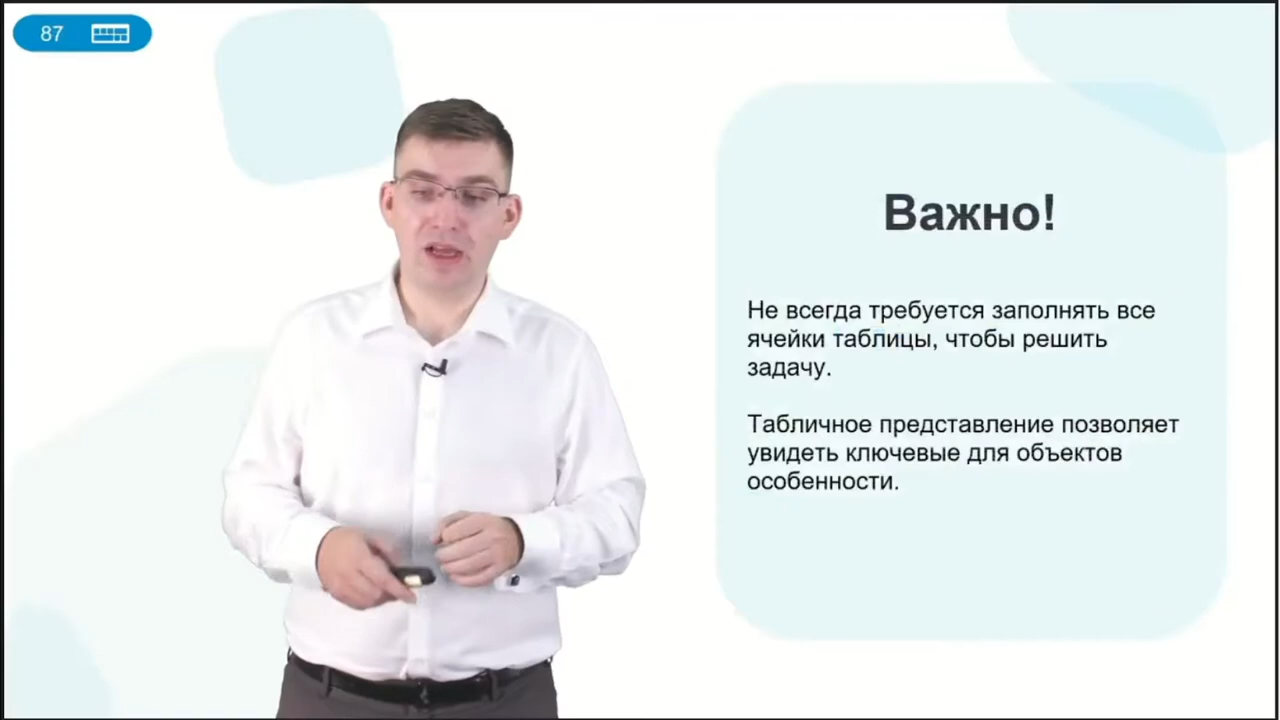 87
Важно!
Не всегда требуется заполнять все
ячейки таблицы, чтобы решить
задачу.
Табличное представление позволяет
увидеть ключевые для объектов
особенности.